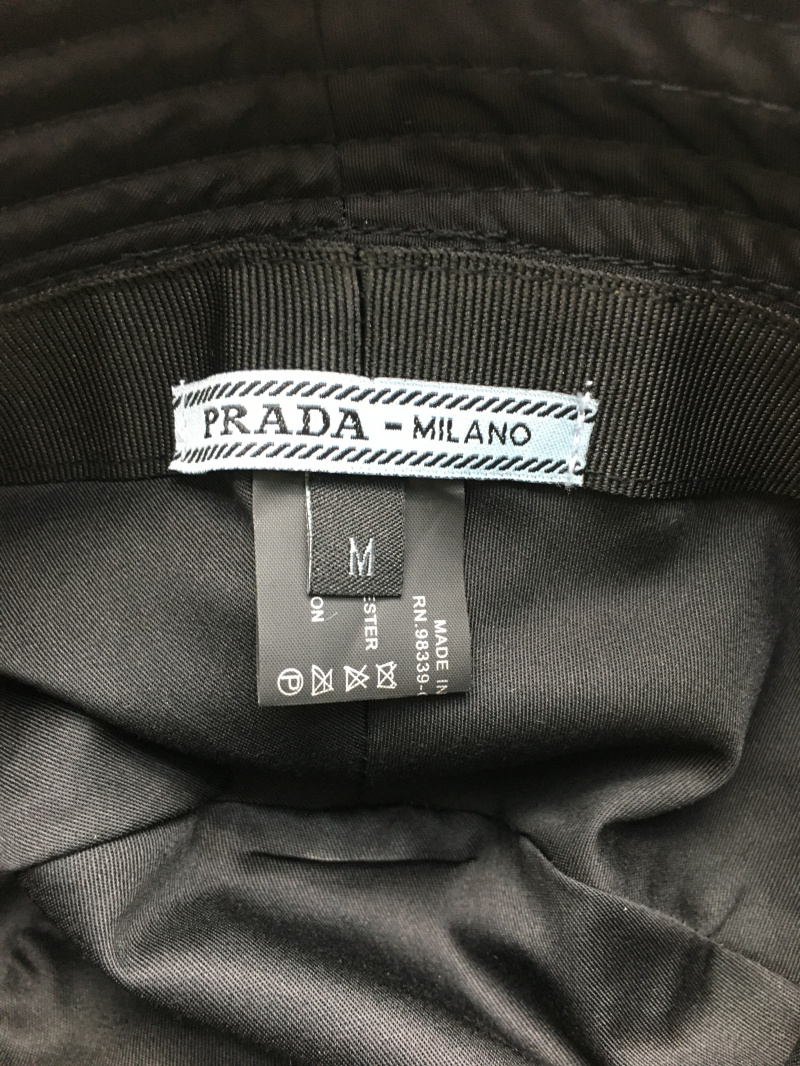 PRADA - MILANO
M
MADE IN
RN.98339-
ESTER
ON
P